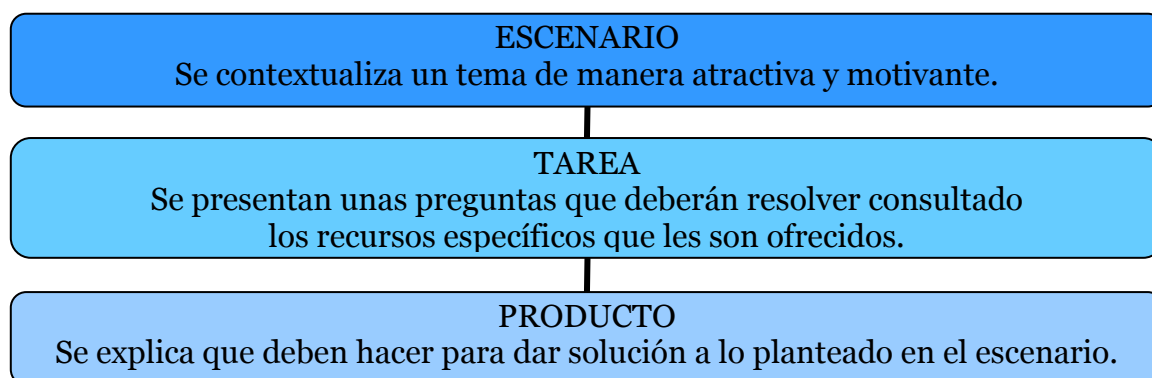 ESCENARIO
Se contextualiza un tema de manera atractiva y motivante.
TAREA
Se presentan unas preguntas que deberán resolver consultado
los recursos específicos que les son ofrecidos.
PRODUCTO
Se explica que deben hacer para dar solución a lo planteado en el escenario.